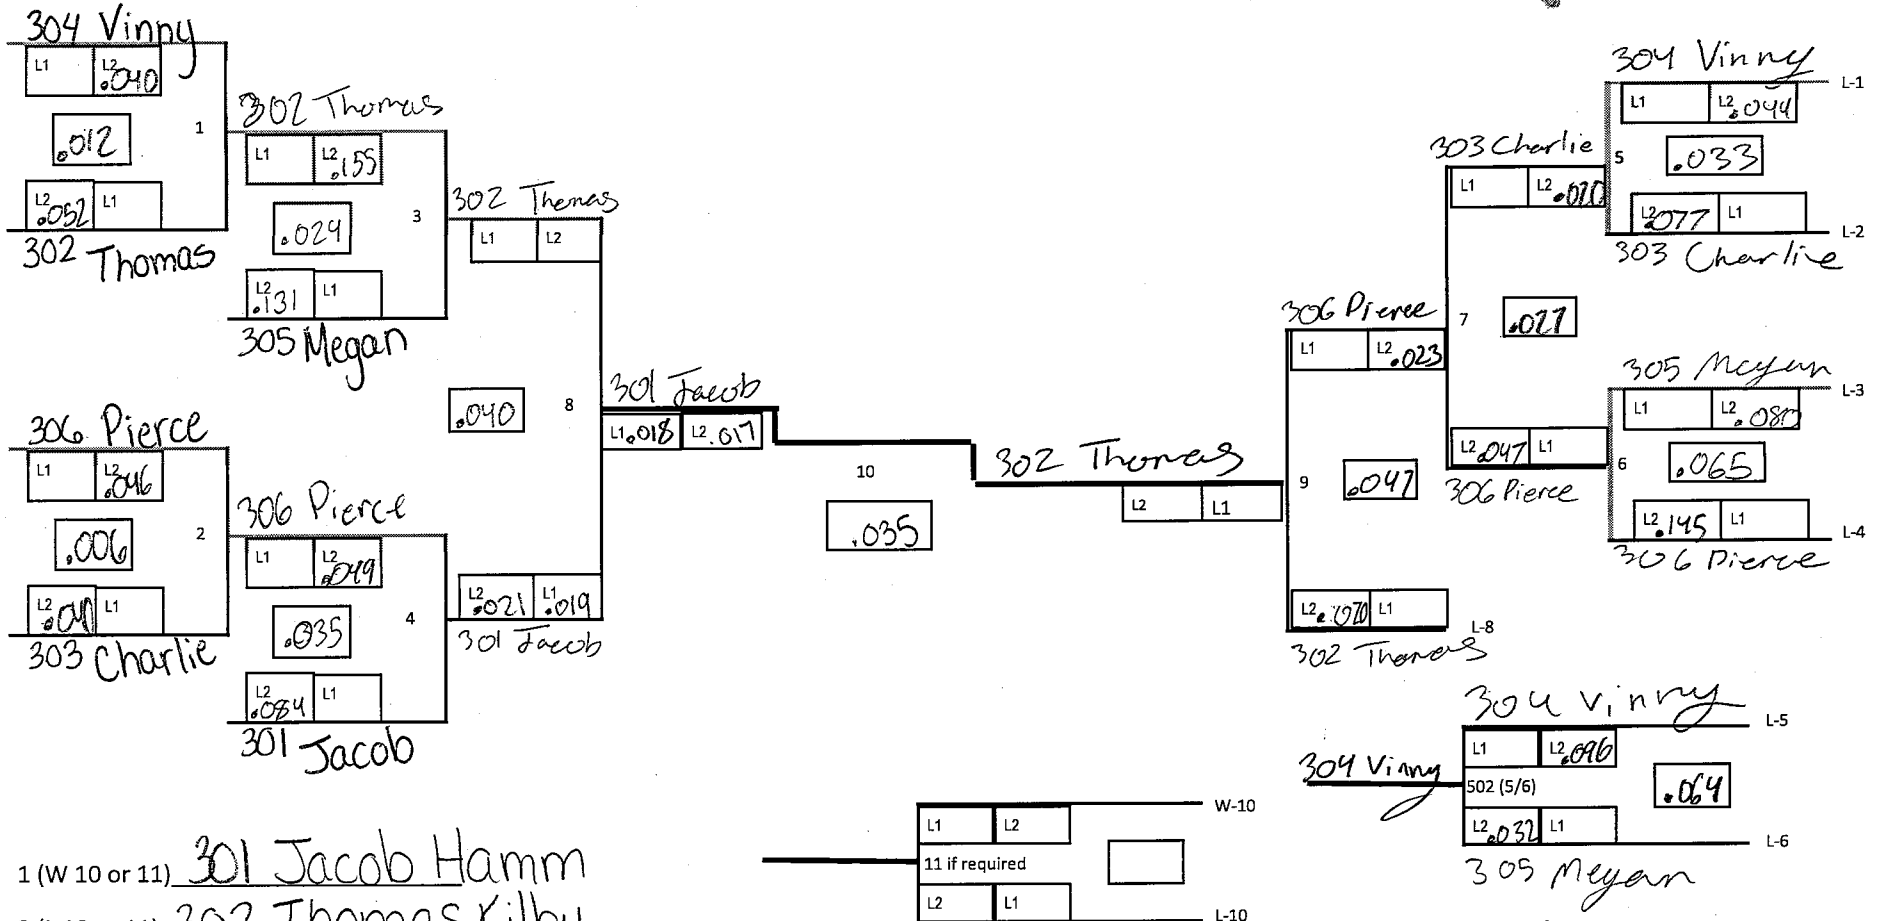 304 Vinny
L1 L2 .040
.012
1
L2 .052 L1
302 Thomas
302 Thomas
L1 L2 .155
.024
3
L2 .131 L1
305 Megan
306 Pierce
L1 L2 .046
.006
2
L2 L1
303 Charlie
306 Pierce
L1 L2 .049
.035
4
L2 .084 L1
301 Jacob
302 Thomas
L1 L2
.040
8
L2 .021 L1 .019
301 Jacob
301 Jacob
L1 .018 L2 .017
10
.035
302 Thomas
L2 L1
306 Pierce
L1 L2 .023
9
.047
L2 .070 L1
L-8
302 Thomas
303 Charlie
L1 L2 .020
7
.027
L2 .047 L1
306 Pierce
304 Vinny
L-1
L1 L2 .044
5
.033
L2 .077 L1
L-2
303 Charlie
305 Megan
L-3
L1 L2 .080
6
.065
L2 .145 L1
L-4
306 Pierce
304 Vinny
L-5
L1 L2 .096
304 Vinny
502 (5/6)
.064
L2 .032 L1
L-6
305 Megan
W-10
L1 L2
11 if required
L2 L1
L-10
1 (W 10 or 11) 301 Jacob Hamm
302 Thomas Kilby